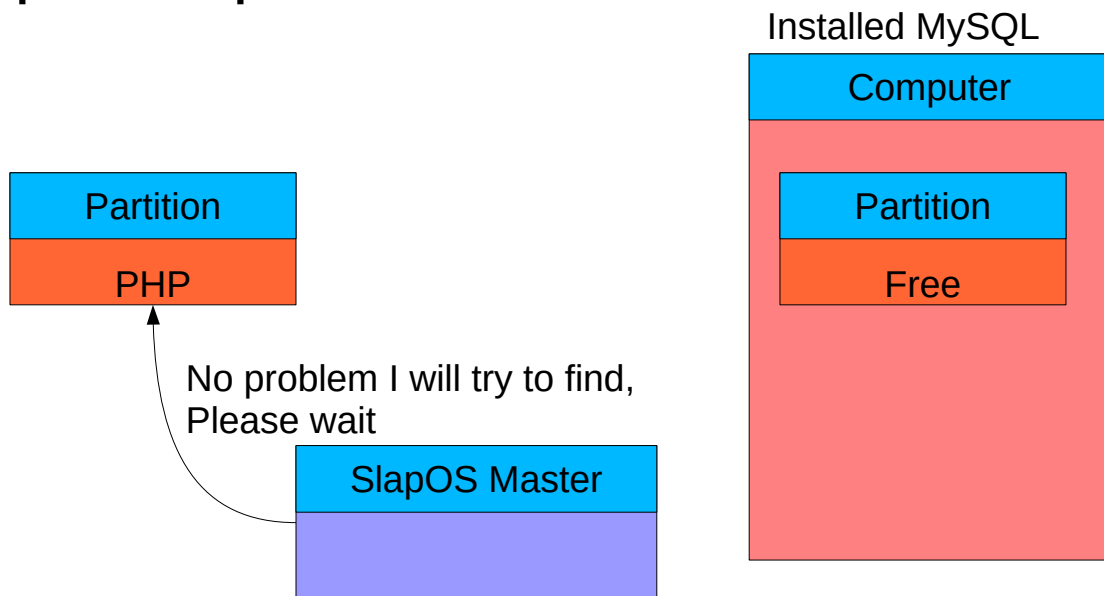 Installed MySQL
Computer
Partition
Partition
PHP
Free
No problem I will try to find,
Please wait
SlapOS Master